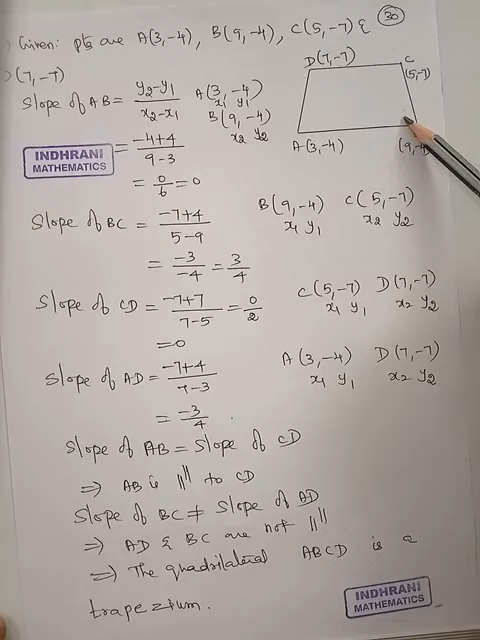 Given: pts are A(3,-4), B(9,-4), C(5,-7) &
30
D(7,-7)
Slope of AB = y2-y1 / x2-x1
A(3,-4)
x1 y1
B(9,-4)
x2 y2
D(7,-7)
C
(5,-7)
A(3,-4)
(9,-4)
INDHRANI
MATHEMATICS
= -4+4 / 9-3
= 0/6 = 0
Slope of BC = -7+4 / 5-9
B(9,-4) C(5,-7)
x1 y1 x2 y2
= -3/-4 = 3/4
Slope of CD = -7+7 / 7-5 = 0/2
C(5,-7) D(7,-7)
x1 y1 x2 y2
= 0
Slope of AD = -7+4 / 7-3
A(3,-4) D(7,-7)
x1 y1 x2 y2
= -3/4.
Slope of AB = Slope of CD
⇒ AB is ||ll to CD
Slope of BC ≠ Slope of AD
⇒ AD & BC are not ||ll
⇒ The quadrilateral ABCD is a
trapezium.
INDHRANI
MATHEMATICS